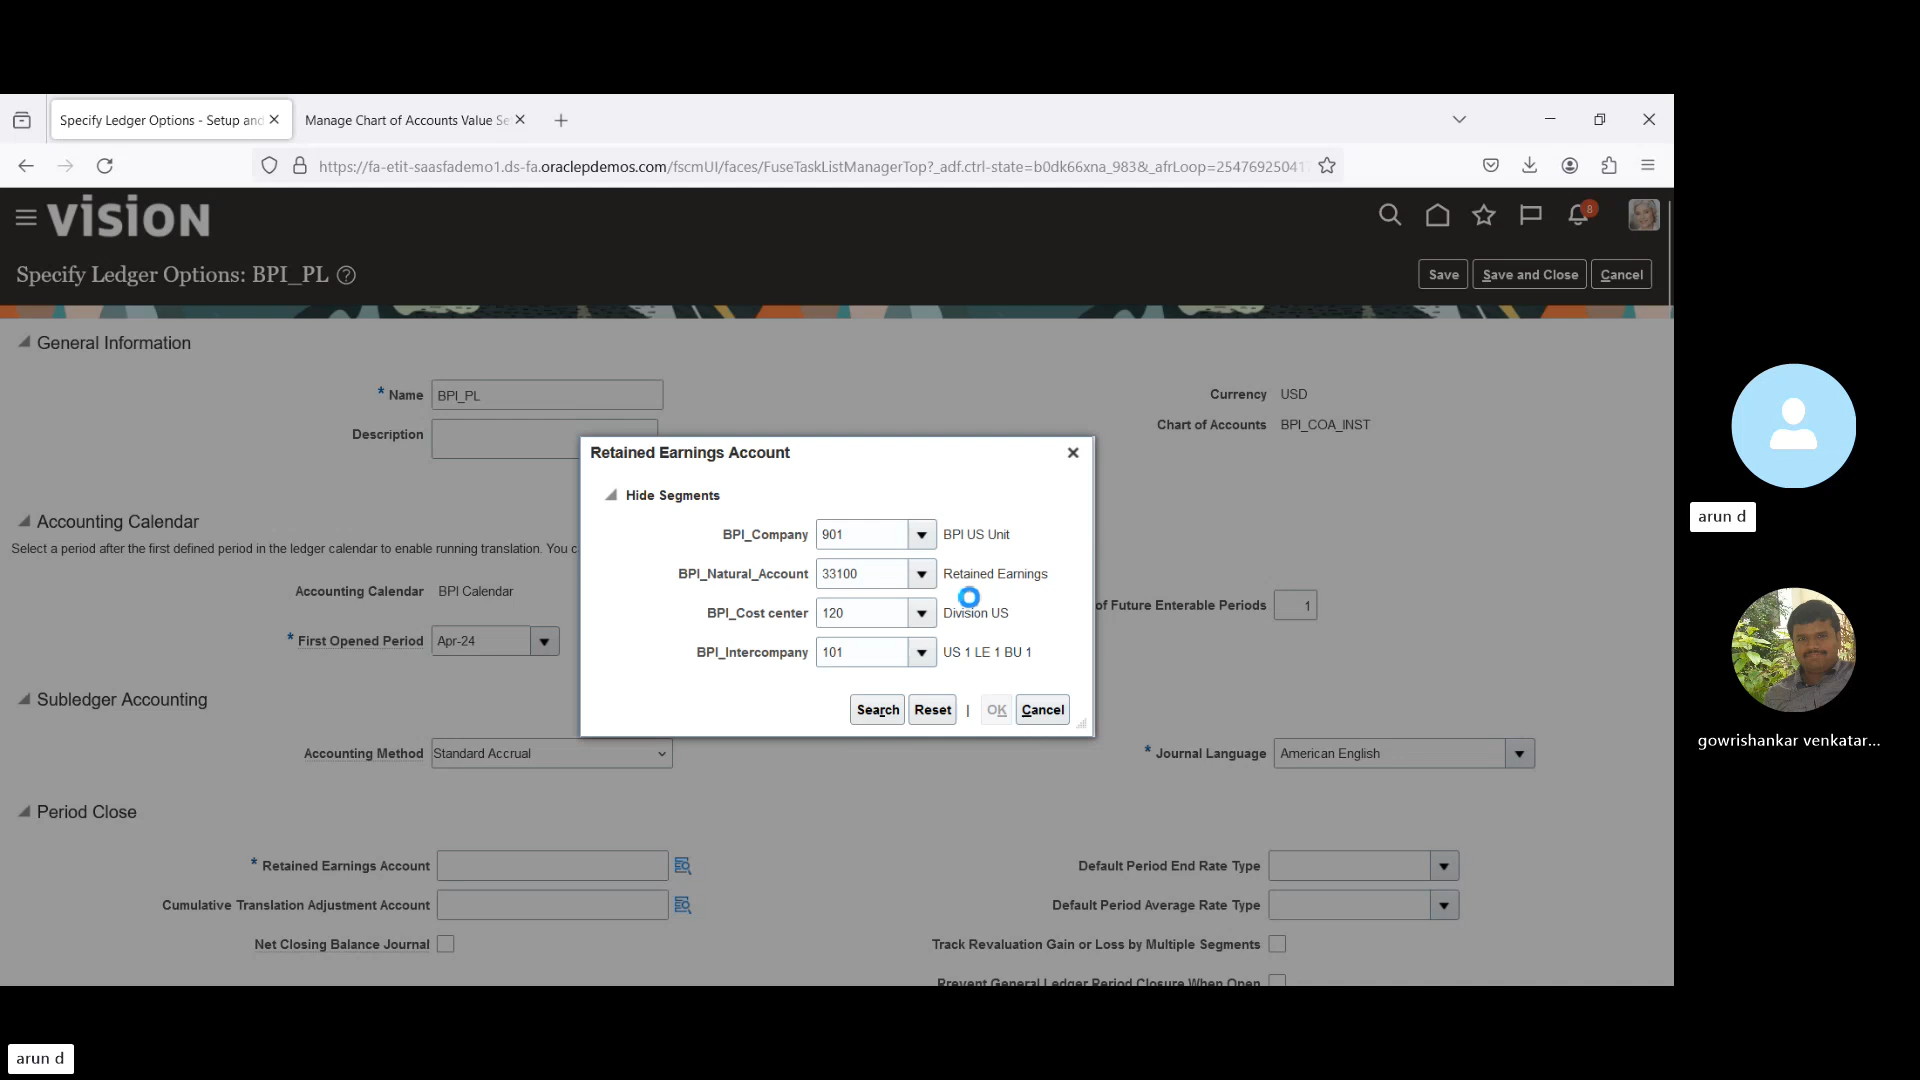 Specify Ledger Options - Setup and
Manage Chart of Accounts Value Se
https://fa-etit-saasfademo1.ds-fa.oraclepdemos.com/fscmUI/faces/FuseTaskListManagerTop?_adf.ctrl-state=b0dk66xna_983&_afrLoop=25476925041
vision
8
Specify Ledger Options: BPI_PL
Save
Save and Close
Cancel
General Information
* Name
BPI_PL
Currency
USD
Description
Chart of Accounts
BPI_COA_INST
Retained Earnings Account
Hide Segments
BPI_Company
901
BPI US Unit
BPI_Natural_Account
33100
Retained Earnings
BPI_Cost center
120
Division US
BPI_Intercompany
101
US 1 LE 1 BU 1
Search
Reset
|
OK
Cancel
Accounting Calendar
Select a period after the first defined period in the ledger calendar to enable running translation. You c
Accounting Calendar
BPI Calendar
of Future Enterable Periods
1
* First Opened Period
Apr-24
Subledger Accounting
Accounting Method
Standard Accrual
* Journal Language
American English
Period Close
* Retained Earnings Account
Default Period End Rate Type
Cumulative Translation Adjustment Account
Default Period Average Rate Type
Net Closing Balance Journal
Track Revaluation Gain or Loss by Multiple Segments
Prevent General Ledger Period Closure When Open
arun d
gowrishankar venkatar...
arun d